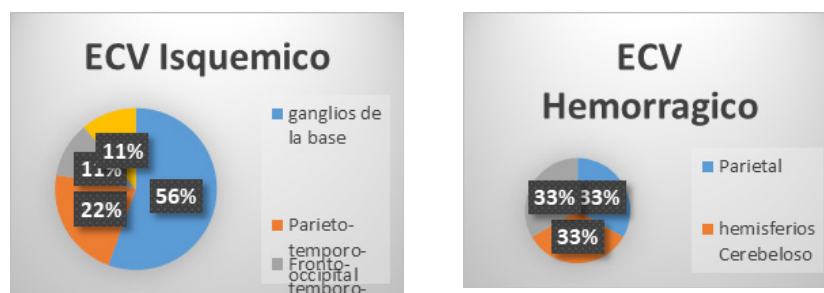 ECV Isquemico
ganglios de
la base
11%
11%
56%
22%
Parieto-
temporo-
Fronto-
occipital
temporo-
ECV
Hemorragico
Parietal
33%
33%
33%
hemisferios
Cerebeloso